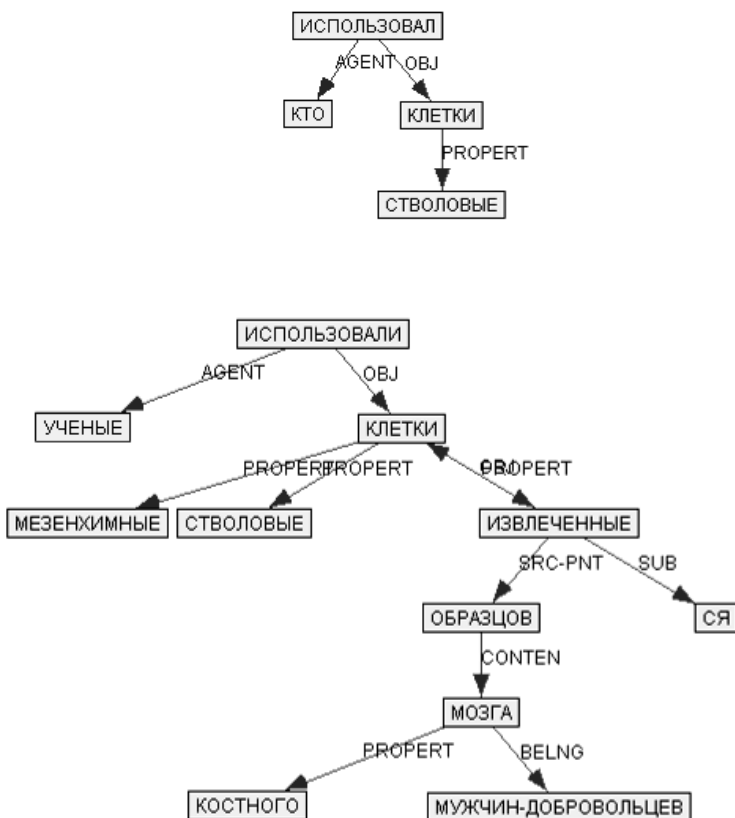 ИСПОЛЬЗОВАЛ
AGENT OBJ
КТО КЛЕТКИ
PROPERT
СТВОЛОВЫЕ
ИСПОЛЬЗОВАЛИ
AGENT OBJ
УЧЕНЫЕ КЛЕТКИ
PROPERT PROPERT OBJ PROPERT
МЕЗЕНХИМНЫЕ СТВОЛОВЫЕ ИЗВЛЕЧЕННЫЕ
SRC-PNT SUB
ОБРАЗЦОВ СЯ
CONTEN
МОЗГА
PROPERT BELNG
КОСТНОГО МУЖЧИН-ДОБРОВОЛЬЦЕВ